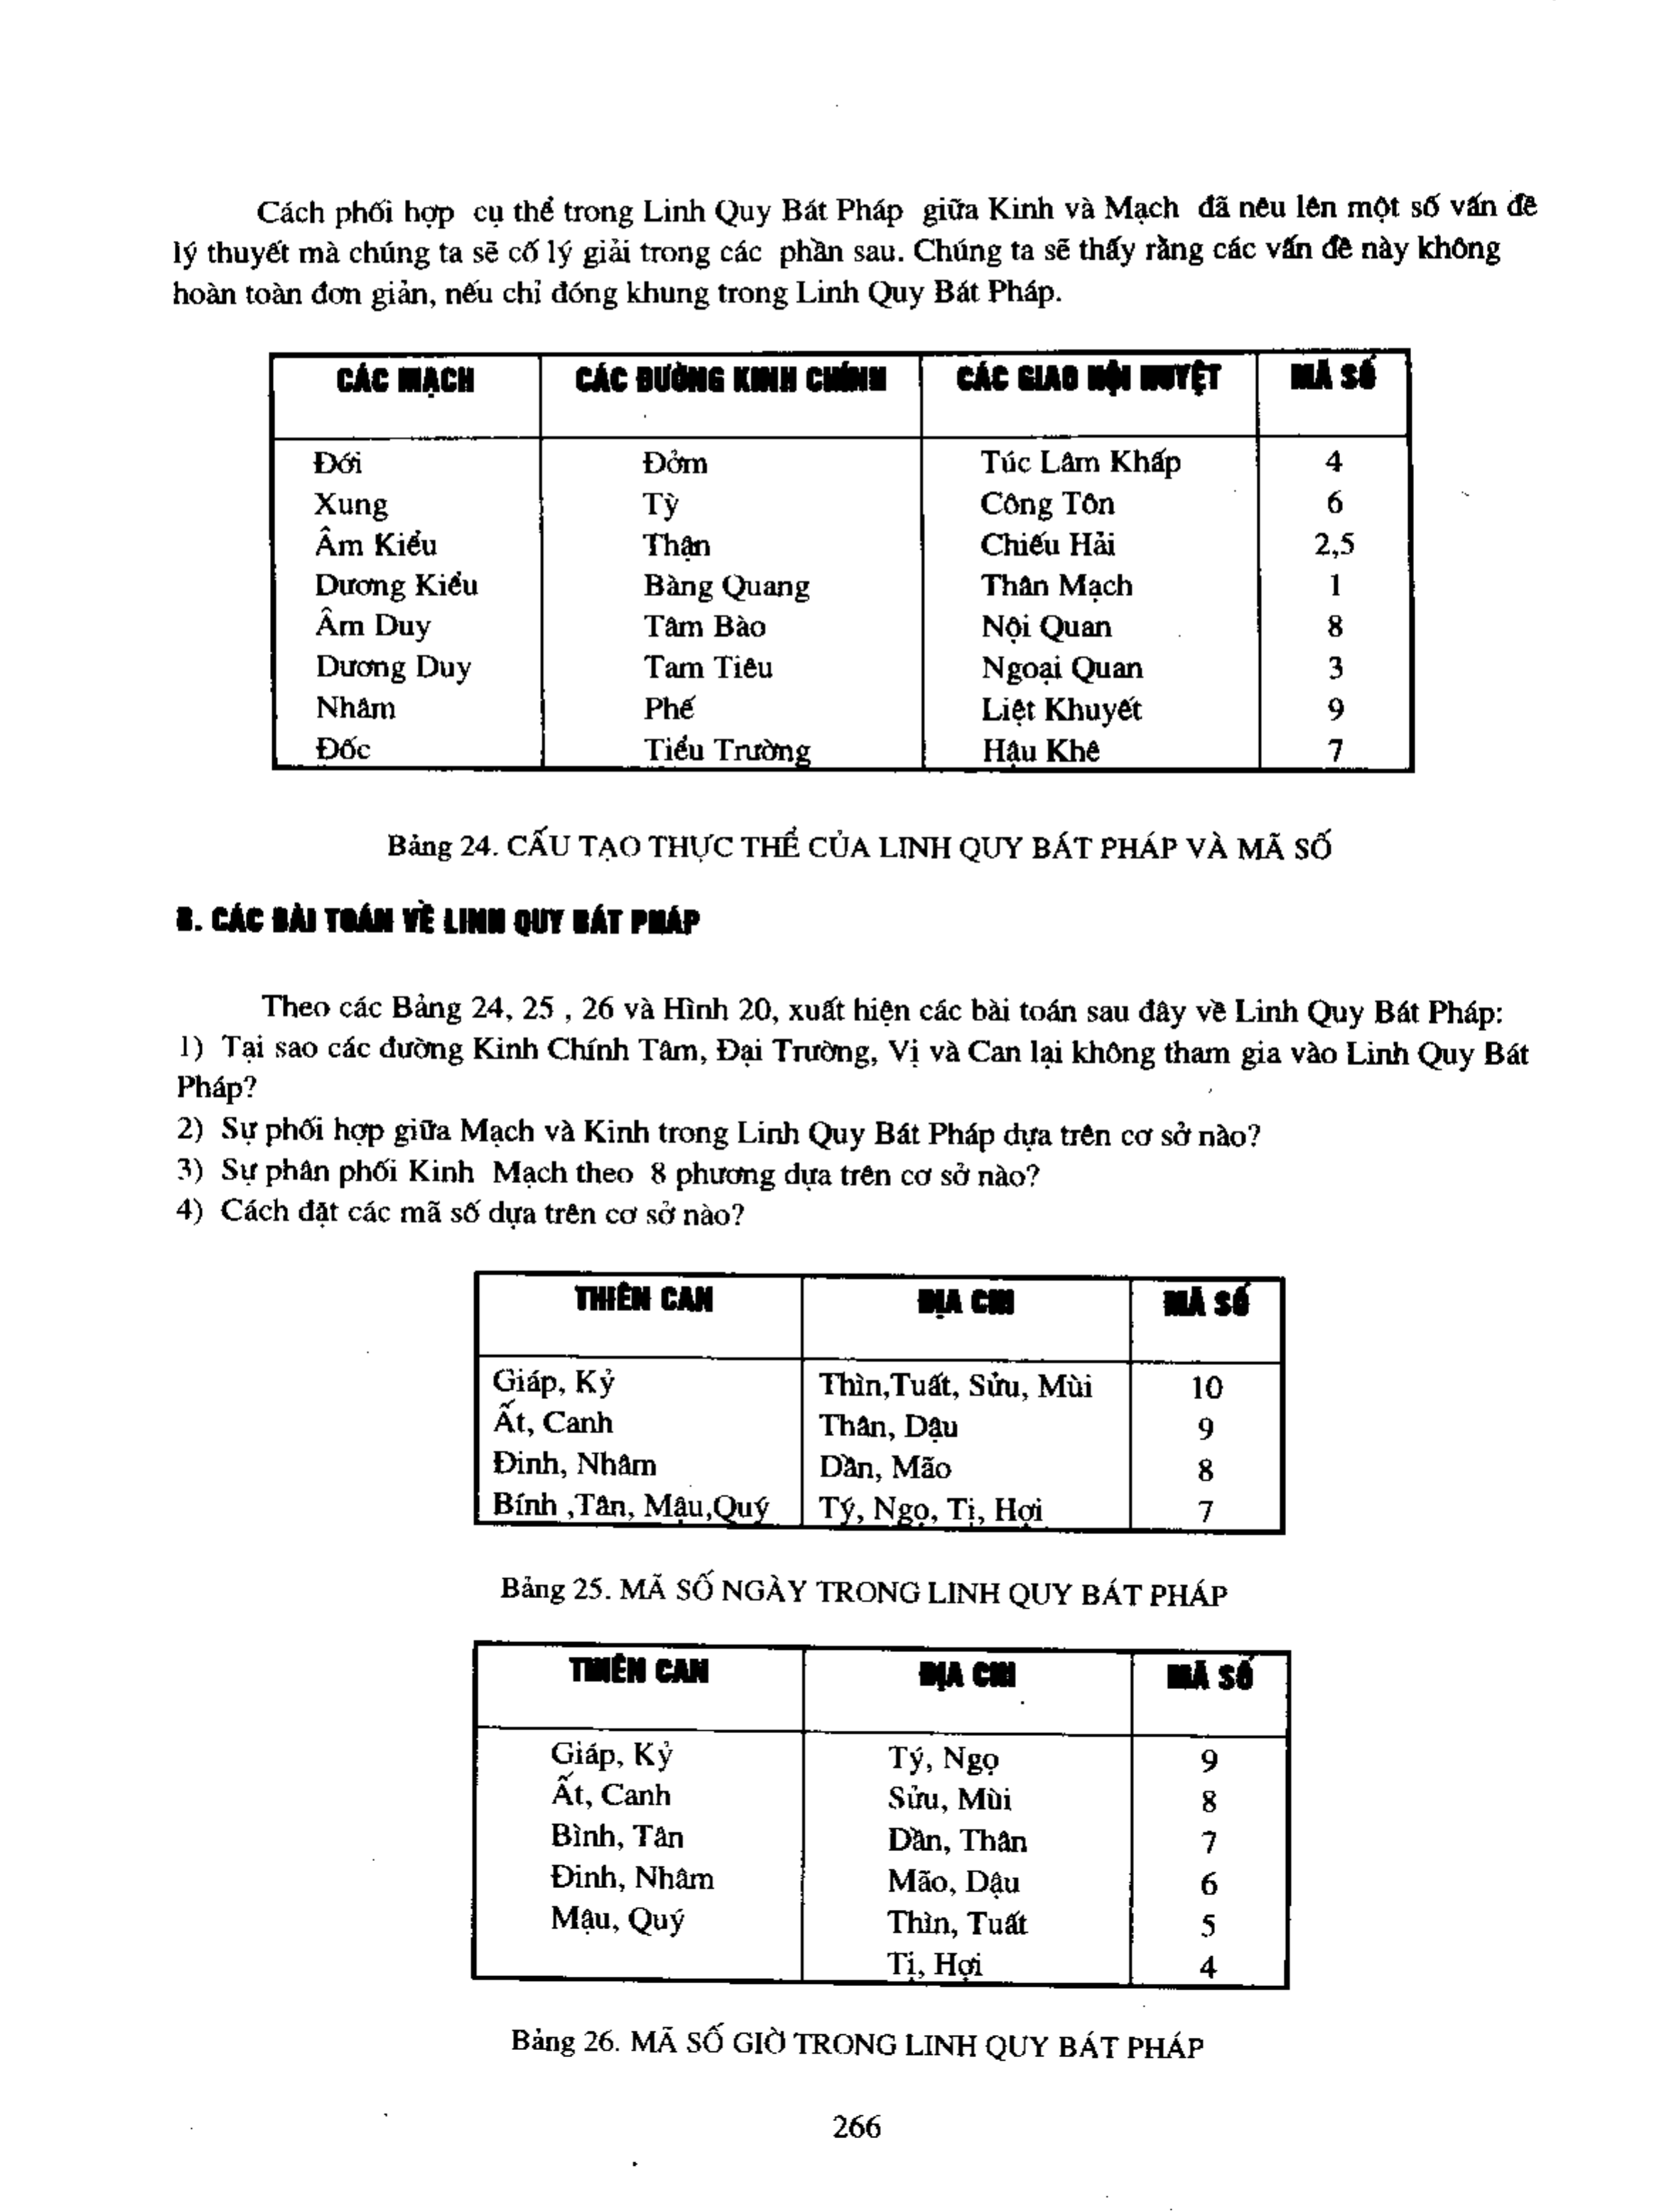 Cách phối hợp cụ thể trong Linh Quy Bát Pháp giữa Kinh và Mạch đã nêu lên một số vấn đề
lý thuyết mà chúng ta sẽ cố lý giải trong các phần sau. Chúng ta sẽ thấy rằng các vấn đề này không
hoàn toàn đơn giản, nếu chỉ đóng khung trong Linh Quy Bát Pháp.
CÁC MẠCH CÁC ĐƯỜNG KINH CHÍNH CÁC GIAO HỘI HUYỆT MÃ SỐ
Đới Đởm Túc Lâm Khấp 4
Xung Tỳ Công Tôn 6
Âm Kiểu Thận Chiếu Hải 2,5
Dương Kiểu Bàng Quang Thân Mạch 1
Âm Duy Tâm Bào Nội Quan 8
Dương Duy Tam Tiêu Ngoại Quan 3
Nhâm Phế Liệt Khuyết 9
Đốc Tiểu Trường Hậu Khê 7
Bảng 24. CẤU TẠO THỰC THỂ CỦA LINH QUY BÁT PHÁP VÀ MÃ SỐ
B. CÁC BÀI TOÁN VỀ LINH QUY BÁT PHÁP
Theo các Bảng 24, 25 , 26 và Hình 20, xuất hiện các bài toán sau đây về Linh Quy Bát Pháp:
1) Tại sao các đường Kinh Chính Tâm, Đại Trường, Vị và Can lại không tham gia vào Linh Quy Bát
Pháp?
2) Sự phối hợp giữa Mạch và Kinh trong Linh Quy Bát Pháp dựa trên cơ sở nào?
3) Sự phân phối Kinh Mạch theo 8 phương dựa trên cơ sở nào?
4) Cách đặt các mã số dựa trên cơ sở nào?
THIÊN CAN ĐỊA CHI MÃ SỐ
Giáp, Kỷ Thìn,Tuất, Sửu, Mùi 10
Ất, Canh Thân, Dậu 9
Đinh, Nhâm Dần, Mão 8
Bính ,Tân, Mậu,Quý Tý, Ngọ, Tị, Hợi 7
Bảng 25. MÃ SỐ NGÀY TRONG LINH QUY BÁT PHÁP
THIÊN CAN ĐỊA CHI MÃ SỐ
Giáp, Kỷ Tý, Ngọ 9
Ất, Canh Sửu, Mùi 8
Bình, Tân Dần, Thân 7
Đinh, Nhâm Mão, Dậu 6
Mậu, Quý Thìn, Tuất 5
Tị, Hợi 4
Bảng 26. MÃ SỐ GIỜ TRONG LINH QUY BÁT PHÁP
266